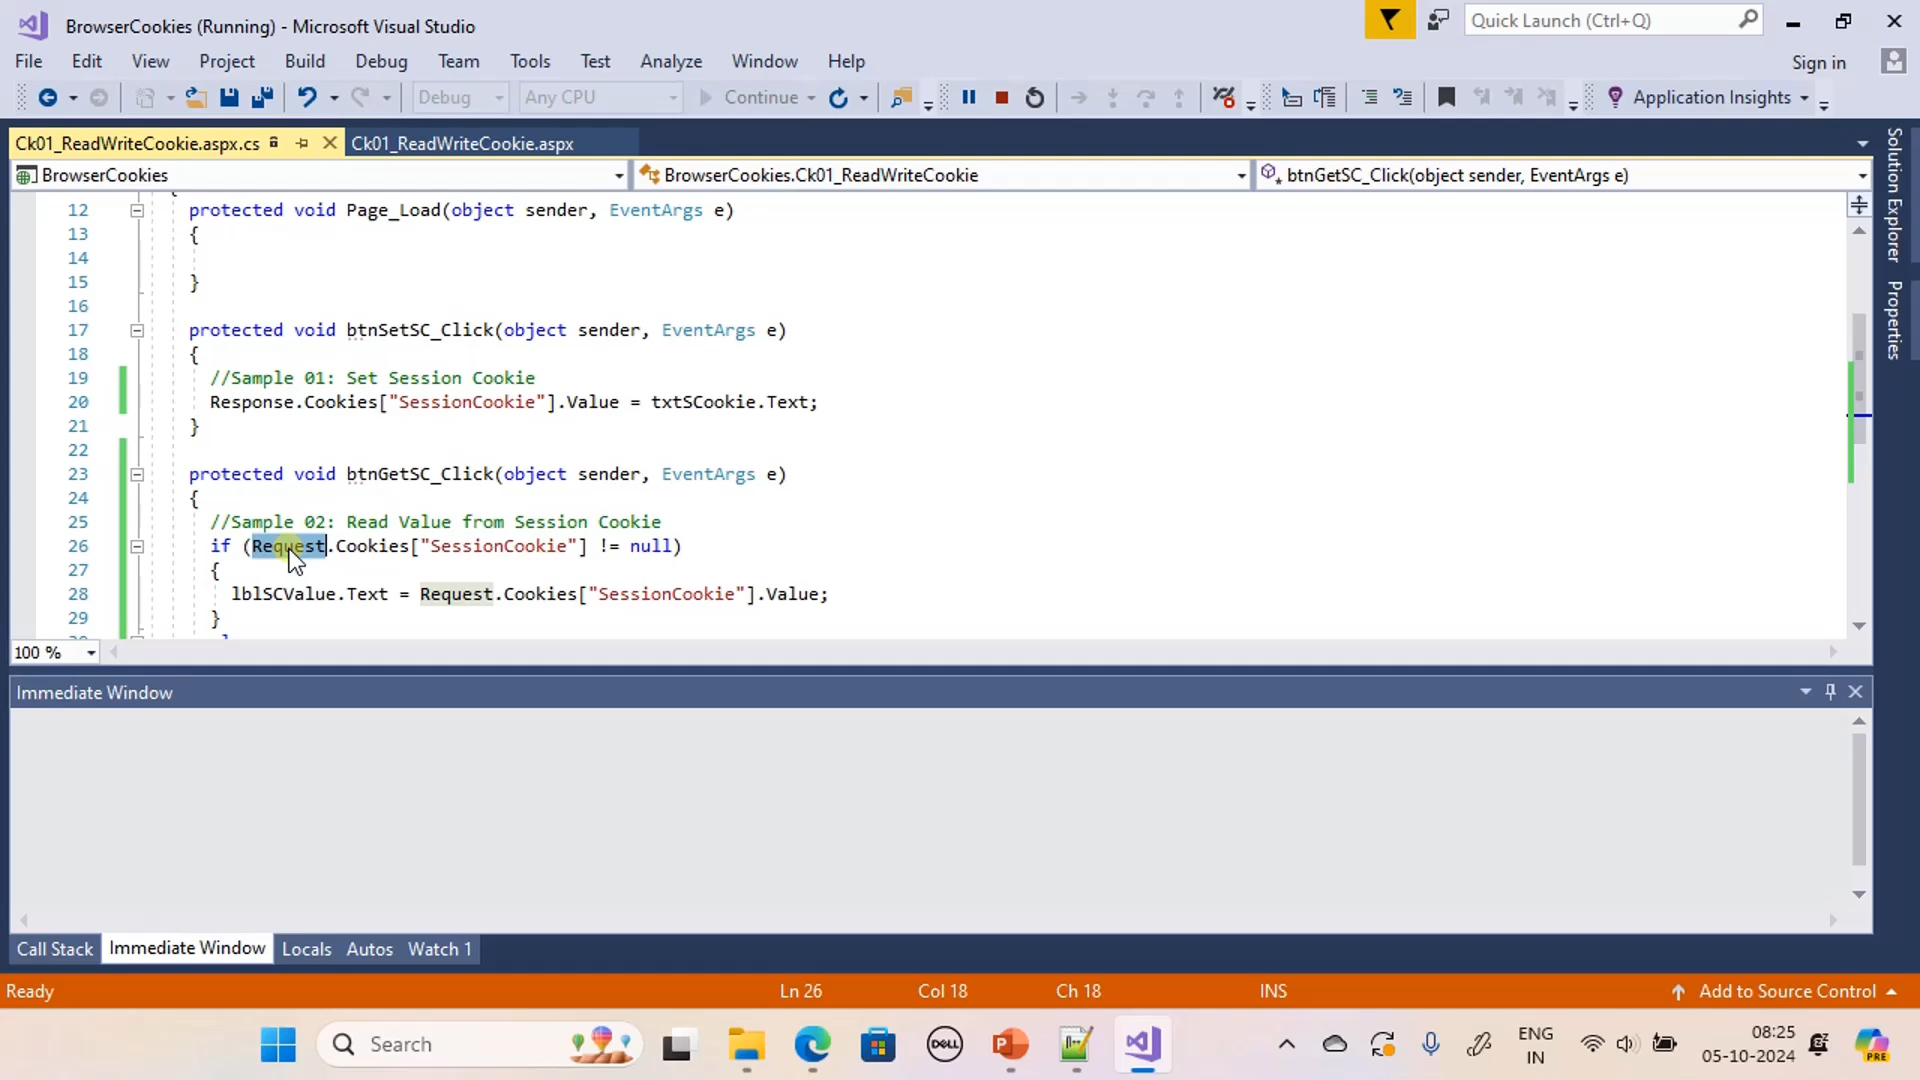 BrowserCookies (Running) - Microsoft Visual Studio
Quick Launch (Ctrl+Q)
File Edit View Project Build Debug Team Tools Test Analyze Window Help
Sign in
Debug Any CPU Continue Application Insights
Ck01_ReadWriteCookie.aspx.cs Ck01_ReadWriteCookie.aspx
BrowserCookies BrowserCookies.Ck01_ReadWriteCookie btnGetSC_Click(object sender, EventArgs e)
12 protected void Page_Load(object sender, EventArgs e)
13 {
14
15 }
16
17 protected void btnSetSC_Click(object sender, EventArgs e)
18 {
19 //Sample 01: Set Session Cookie
20 Response.Cookies["SessionCookie"].Value = txtSCookie.Text;
21 }
22
23 protected void btnGetSC_Click(object sender, EventArgs e)
24 {
25 //Sample 02: Read Value from Session Cookie
26 if (Request.Cookies["SessionCookie"] != null)
27 {
28 lblSCValue.Text = Request.Cookies["SessionCookie"].Value;
29 }
100 %
Solution Explorer
Properties
Immediate Window
Call Stack Immediate Window Locals Autos Watch 1
Ready Ln 26 Col 18 Ch 18 INS Add to Source Control
Search
DELL
ENG
IN
08:25
05-10-2024
PRE